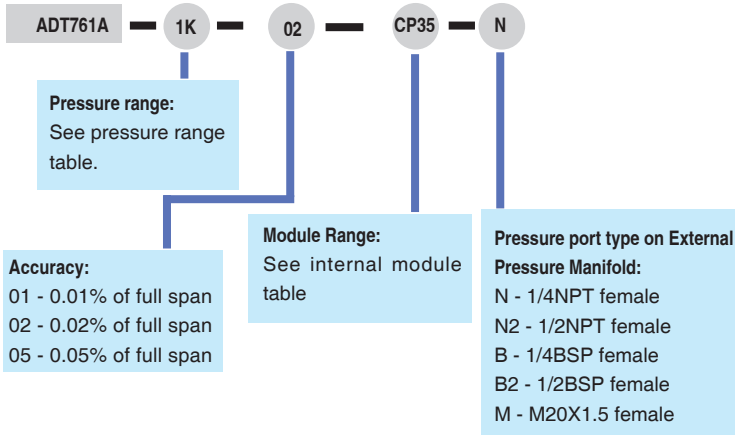 ADT761A — 1K — 02 — CP35 — N
Pressure range:
See pressure range
table.
Accuracy:
01 - 0.01% of full span
02 - 0.02% of full span
05 - 0.05% of full span
Module Range:
See internal module
table
Pressure port type on External
Pressure Manifold:
N - 1/4NPT female
N2 - 1/2NPT female
B - 1/4BSP female
B2 - 1/2BSP female
M - M20X1.5 female